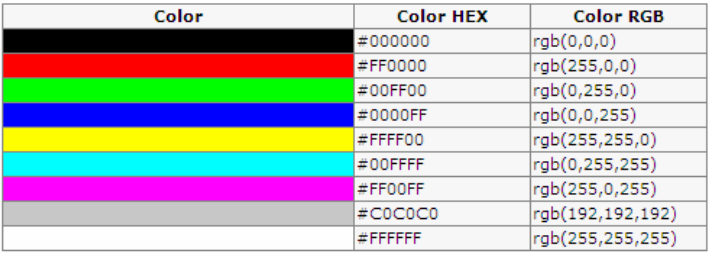 Color Color HEX Color RGB
#000000 rgb(0,0,0)
#FF0000 rgb(255,0,0)
#00FF00 rgb(0,255,0)
#0000FF rgb(0,0,255)
#FFFF00 rgb(255,255,0)
#00FFFF rgb(0,255,255)
#FF00FF rgb(255,0,255)
#C0C0C0 rgb(192,192,192)
#FFFFFF rgb(255,255,255)